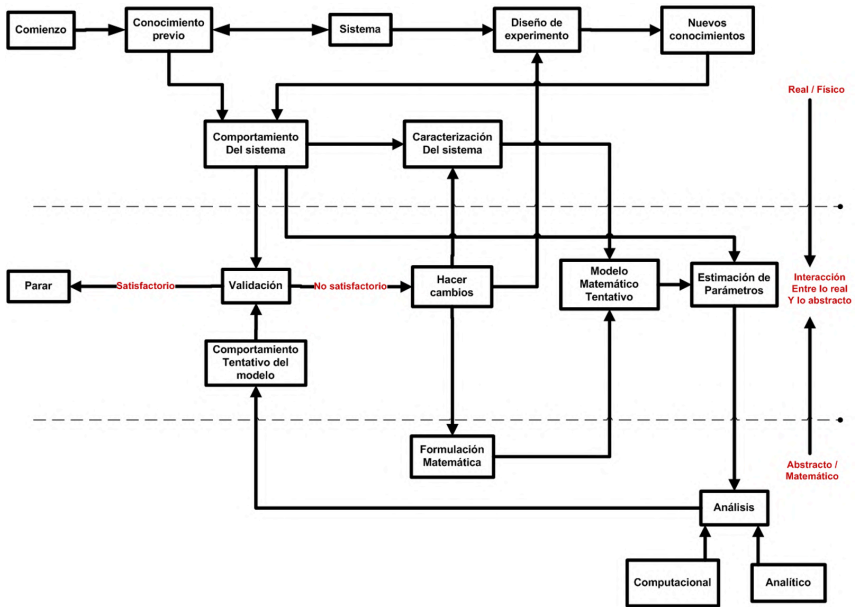 Comienzo
Conocimiento
previo
Sistema
Diseño de
experimento
Nuevos
conocimientos
Real / Físico
Comportamiento
Del sistema
Caracterización
Del sistema
Parar
Satisfactorio
Validación
No satisfactorio
Hacer
cambios
Modelo
Matemático
Tentativo
Estimación de
Parámetros
Interacción
Entre lo real
Y lo abstracto
Comportamiento
Tentativo del
modelo
Formulación
Matemática
Abstracto /
Matemático
Análisis
Computacional
Analítico